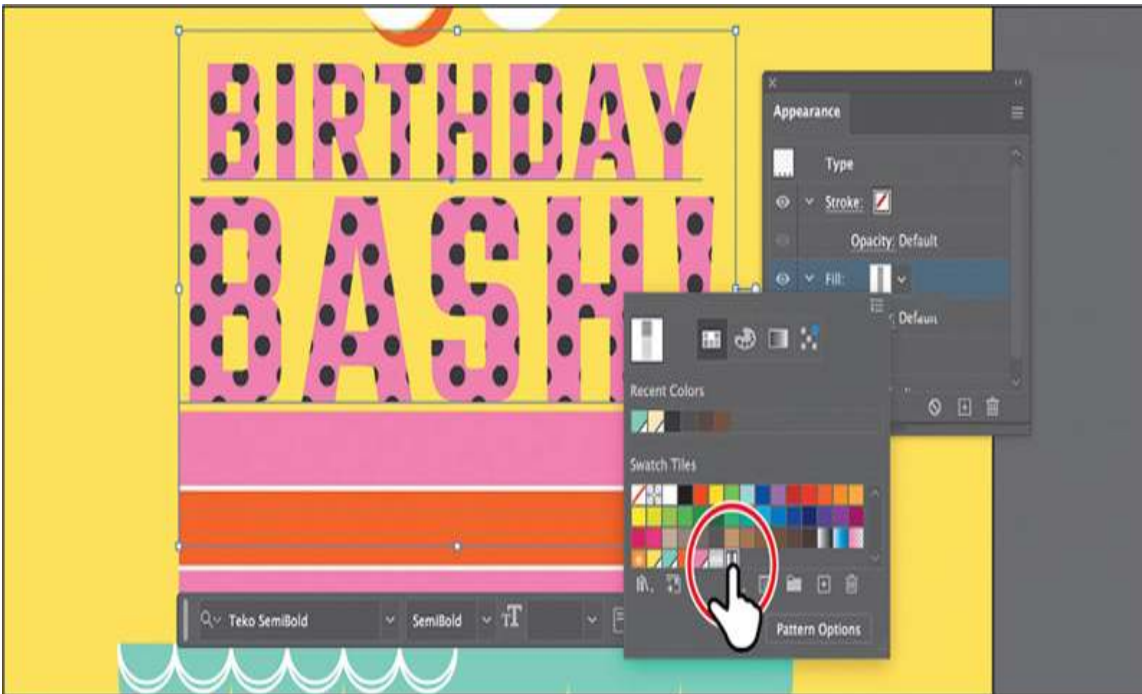 BIRTHDAY
BASH!
Appearance
Type
Stroke:
Opacity: Default
Fill:
Default
Recent Colors
Swatch Tiles
Teko SemiBold
SemiBold
Pattern Options